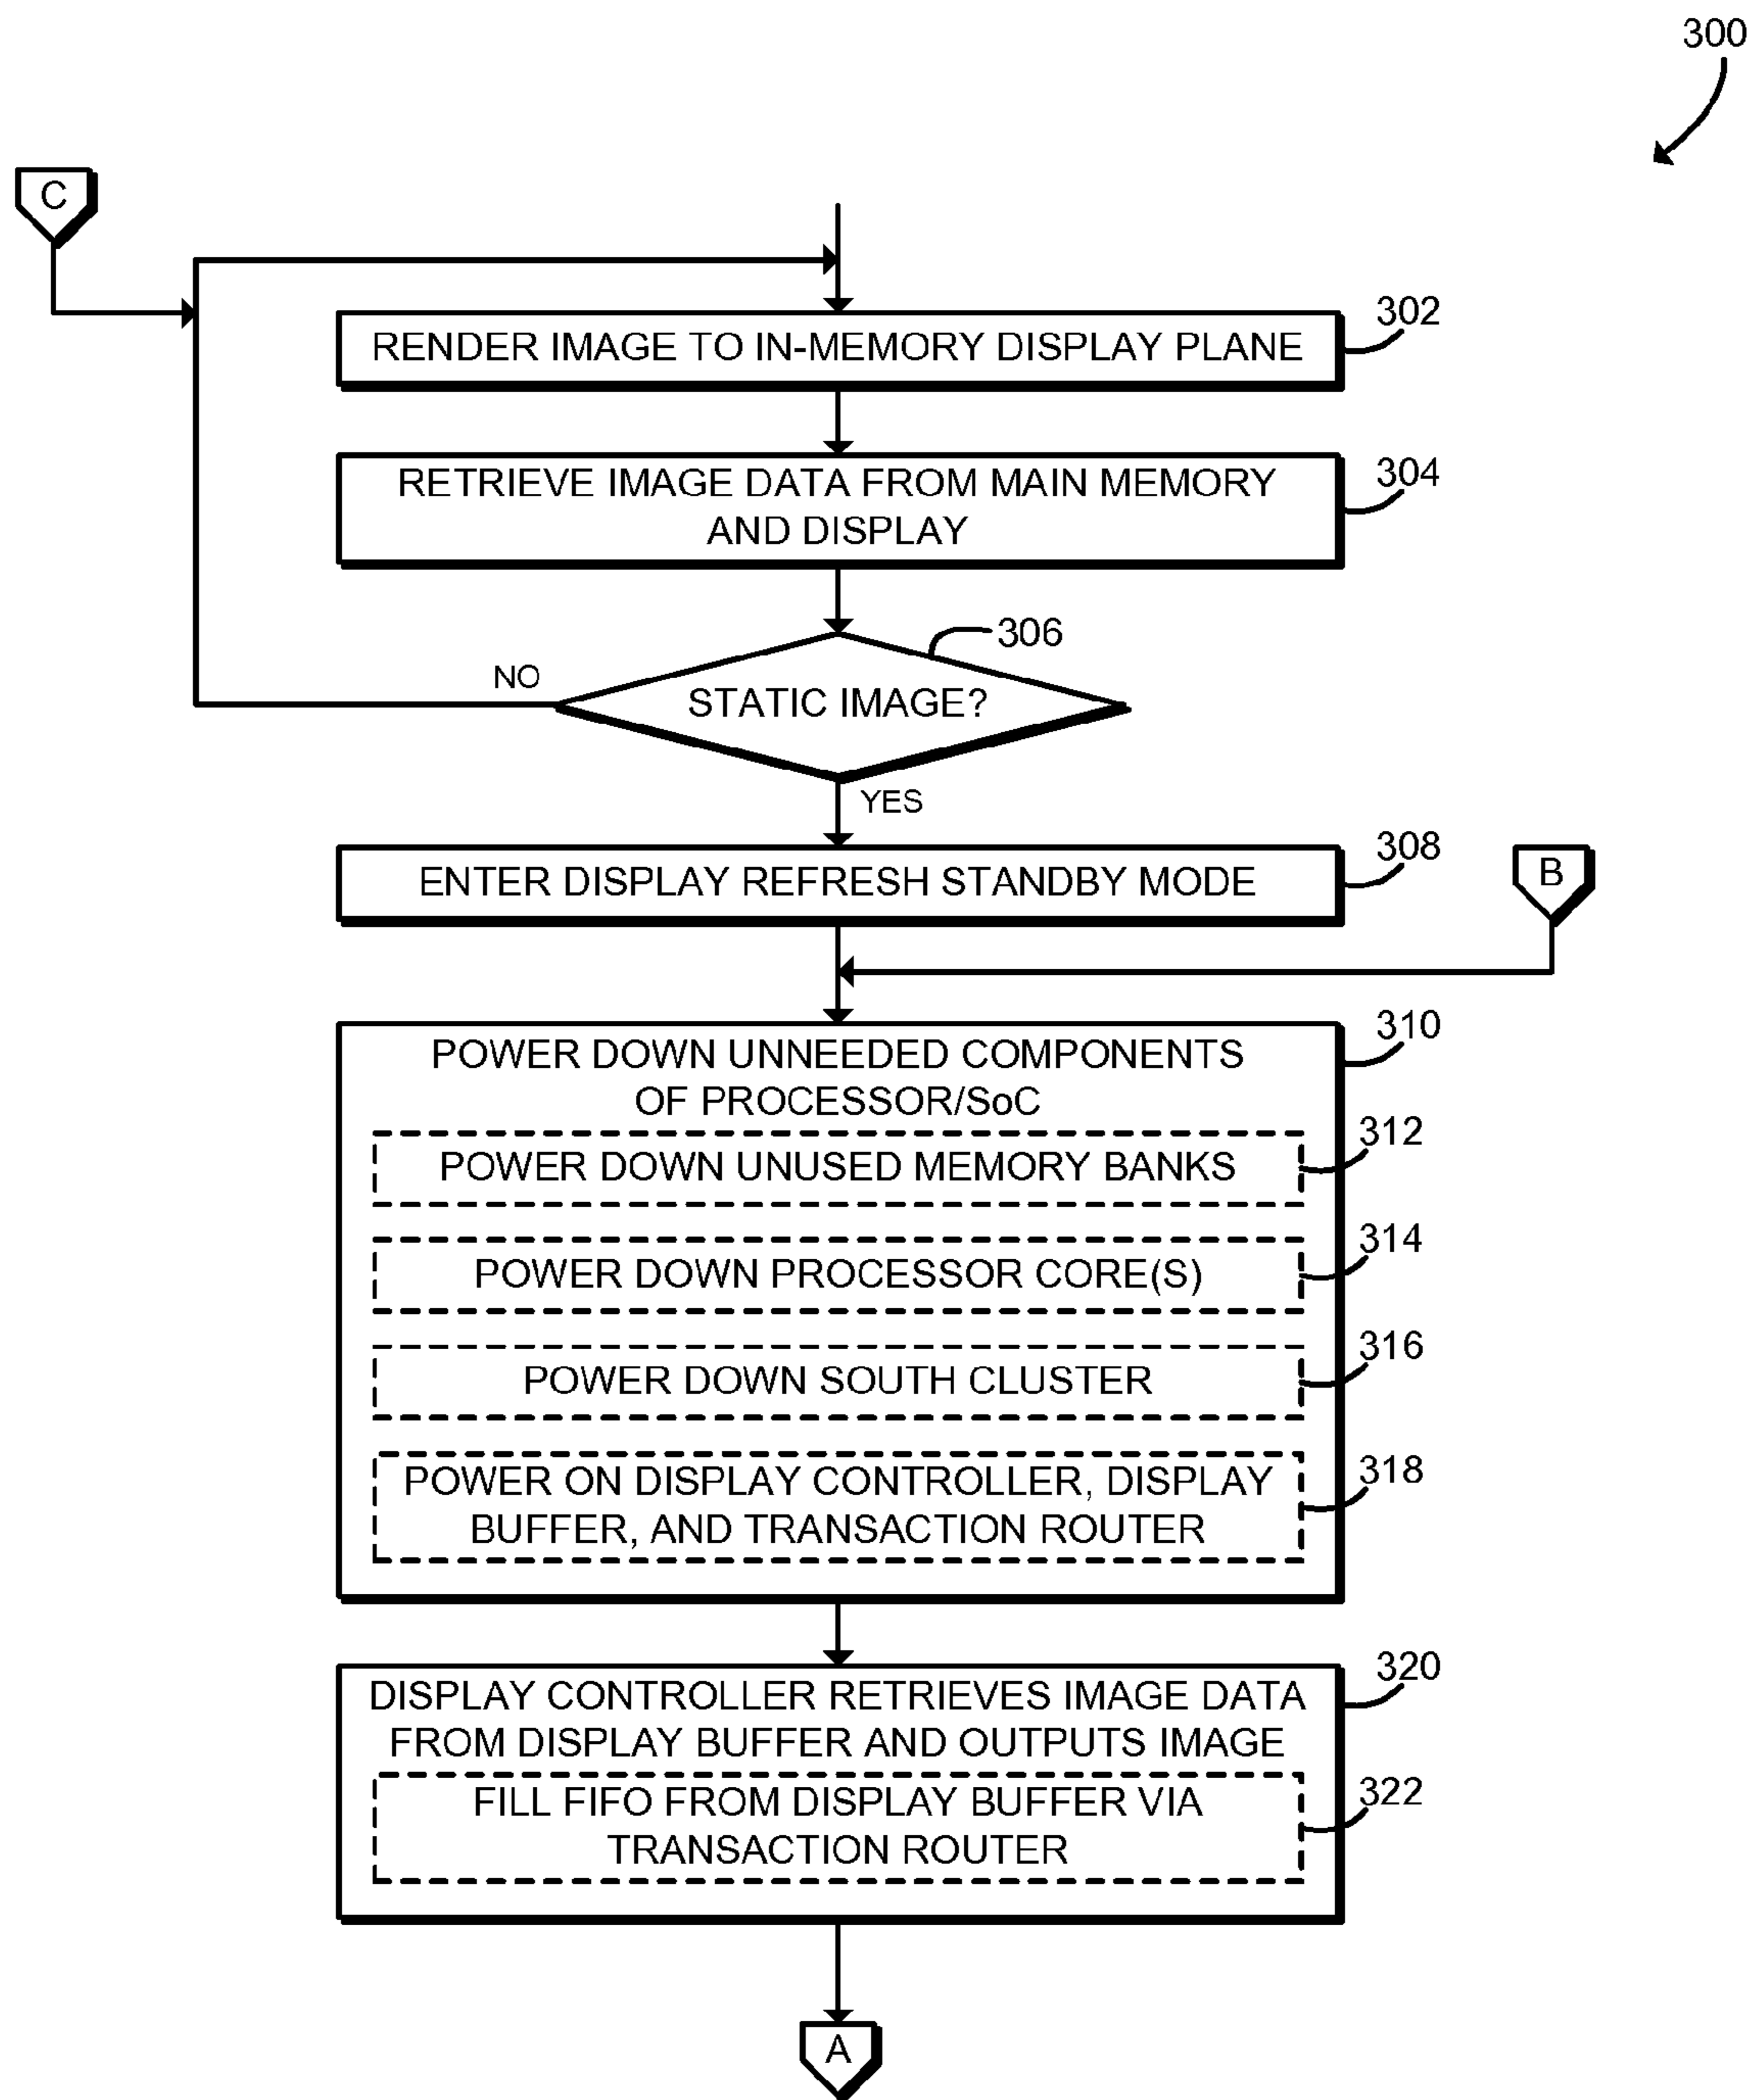 300
C
RENDER IMAGE TO IN-MEMORY DISPLAY PLANE
302
RETRIEVE IMAGE DATA FROM MAIN MEMORY
AND DISPLAY
304
306
STATIC IMAGE?
NO
YES
ENTER DISPLAY REFRESH STANDBY MODE
308
B
POWER DOWN UNNEEDED COMPONENTS
OF PROCESSOR/SoC
310
POWER DOWN UNUSED MEMORY BANKS
312
POWER DOWN PROCESSOR CORE(S)
314
POWER DOWN SOUTH CLUSTER
316
POWER ON DISPLAY CONTROLLER, DISPLAY
BUFFER, AND TRANSACTION ROUTER
318
DISPLAY CONTROLLER RETRIEVES IMAGE DATA
FROM DISPLAY BUFFER AND OUTPUTS IMAGE
320
FILL FIFO FROM DISPLAY BUFFER VIA
TRANSACTION ROUTER
322
A